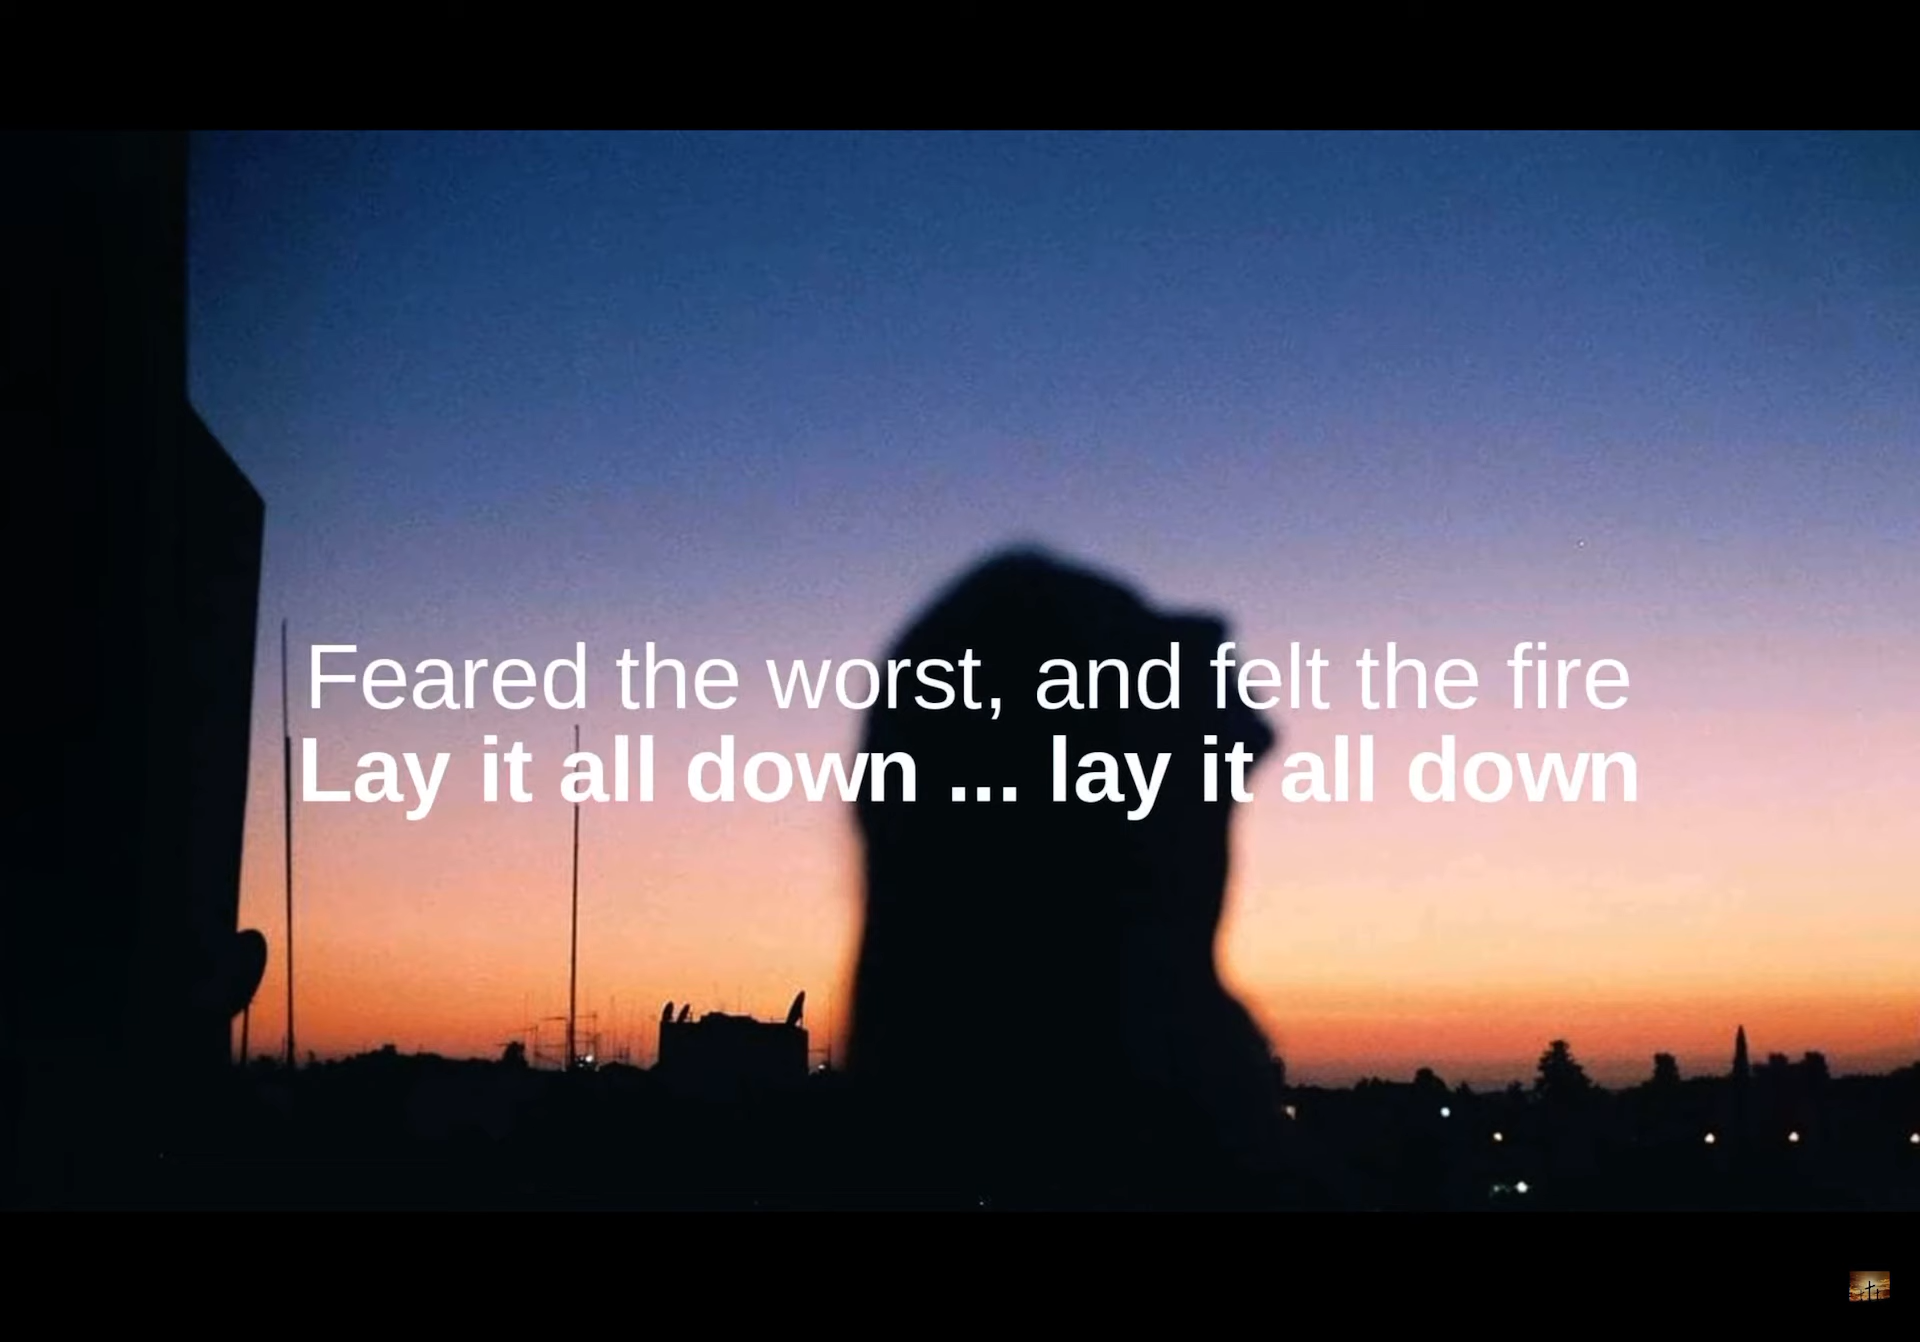 Feared the worst, and felt the fire
Lay it all down ... lay it all down